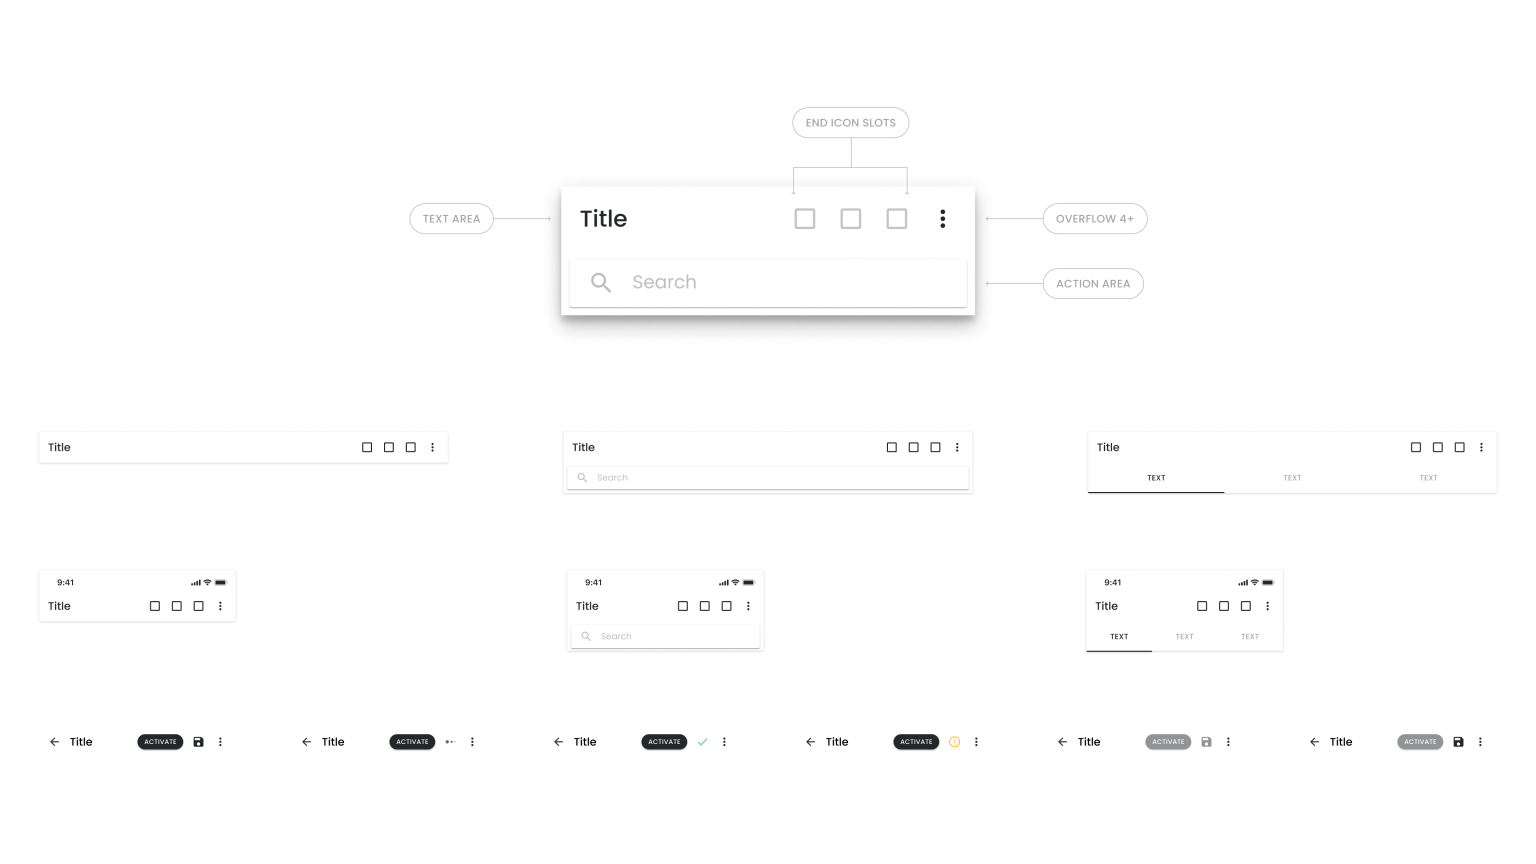 END ICON SLOTS
TEXT AREA
Title
OVERFLOW 4+
Search
ACTION AREA
Title
Title
Search
Title
TEXT TEXT TEXT
9:41
Title
9:41
Title
Search
9:41
Title
TEXT TEXT TEXT
Title ACTIVATE
Title ACTIVATE
Title ACTIVATE
Title ACTIVATE
Title ACTIVATE
Title ACTIVATE